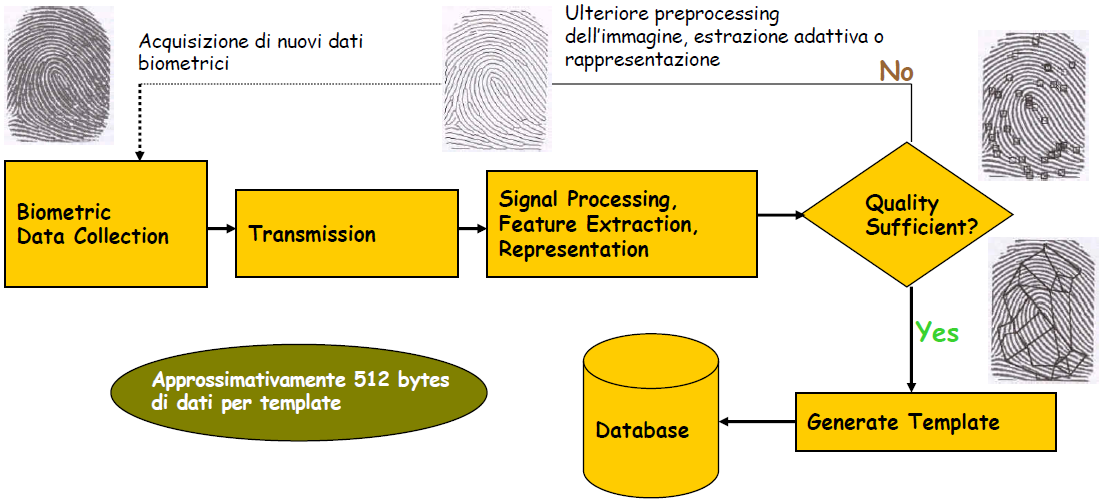 Acquisizione di nuovi dati
biometrici
Ulteriore preprocessing
dell'immagine, estrazione adattiva o
rappresentazione
No
Biometric
Data Collection
Transmission
Signal Processing,
Feature Extraction,
Representation
Quality
Sufficient?
Yes
Approssimativamente 512 bytes
di dati per template
Database
Generate Template